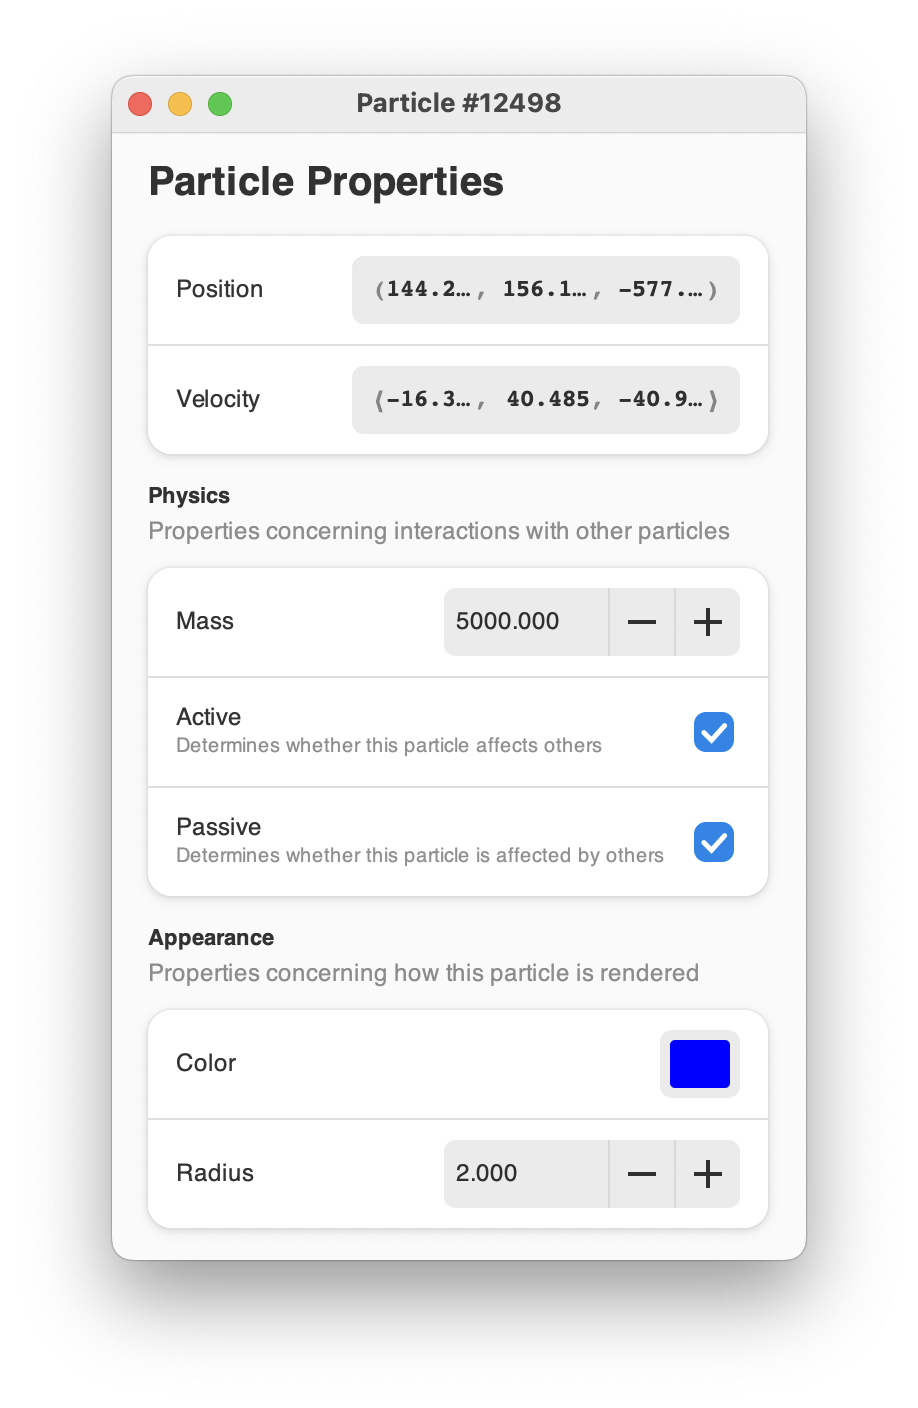 Particle #12498
Particle Properties
Position (144.2…, 156.1…, -577.…)
Velocity ⟨-16.3…, 40.485, -40.9…⟩
Physics
Properties concerning interactions with other particles
Mass 5000.000 — +
Active
Determines whether this particle affects others
Passive
Determines whether this particle is affected by others
Appearance
Properties concerning how this particle is rendered
Color
Radius 2.000 — +